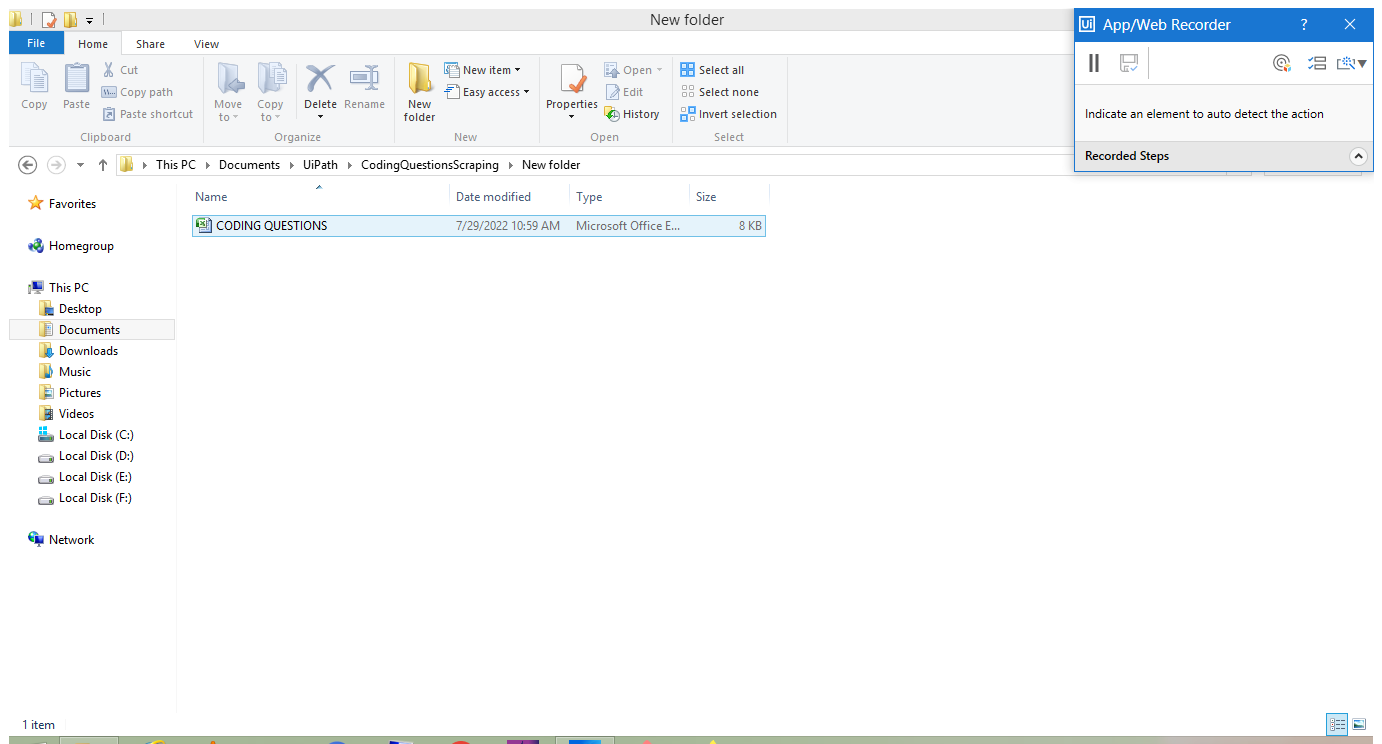 New folder
Ui App/Web Recorder ?
File Home Share View
Indicate an element to auto detect the action
Recorded Steps
Copy
Paste
Cut
Copy path
Paste shortcut
Clipboard
Move to
Copy to
Delete
Rename
Organize
New folder
New item
Easy access
New
Properties
Open
Edit
History
Open
Select all
Select none
Invert selection
Select
This PC Documents UiPath CodingQuestionsScraping New folder
Name Date modified Type Size
CODING QUESTIONS 7/29/2022 10:59 AM Microsoft Office E... 8 KB
Favorites
Homegroup
This PC
Desktop
Documents
Downloads
Music
Pictures
Videos
Local Disk (C:)
Local Disk (D:)
Local Disk (E:)
Local Disk (F:)
Network
1 item